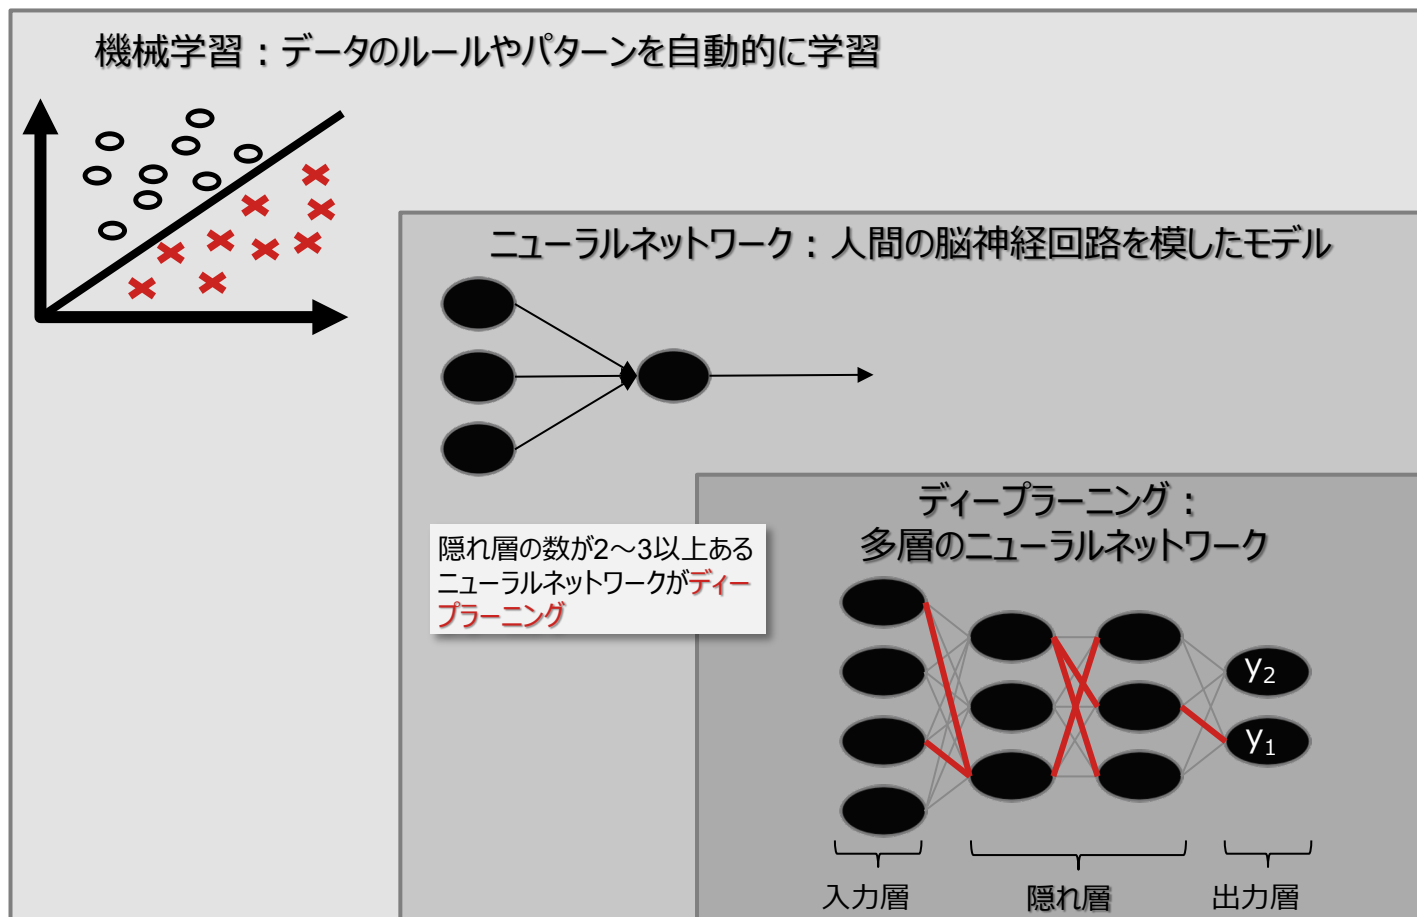 機械学習：データのルールやパターンを自動的に学習
ニューラルネットワーク：人間の脳神経回路を模したモデル
ディープラーニング：
多層のニューラルネットワーク
隠れ層の数が2～3以上ある
ニューラルネットワークがディー
プラーニング
y2
y1
入力層
隠れ層
出力層